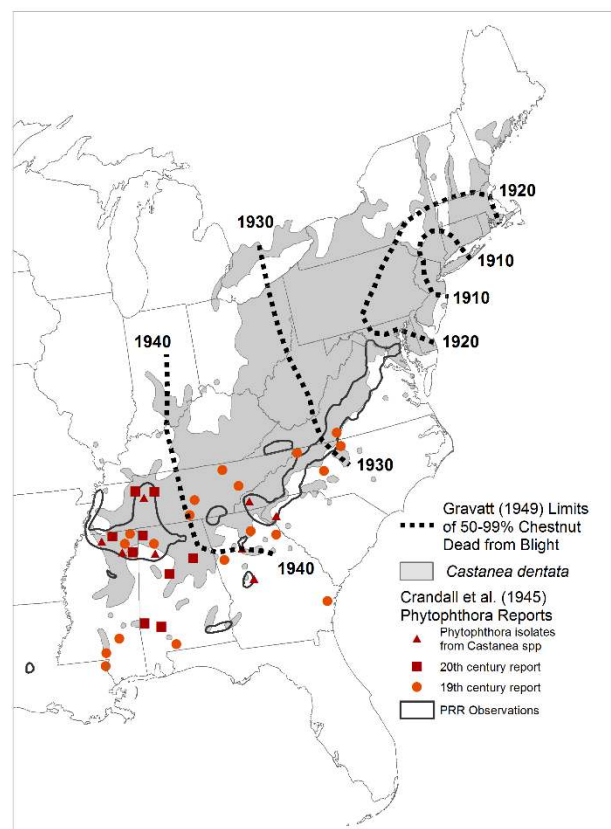 1920
1930
1910
1910
1940
1920
1930
1940
Gravatt (1949) Limits
of 50-99% Chestnut
Dead from Blight
Castanea dentata
Crandall et al. (1945)
Phytophthora Reports
Phytophthora isolates
from Castanea spp
20th century report
19th century report
PRR Observations